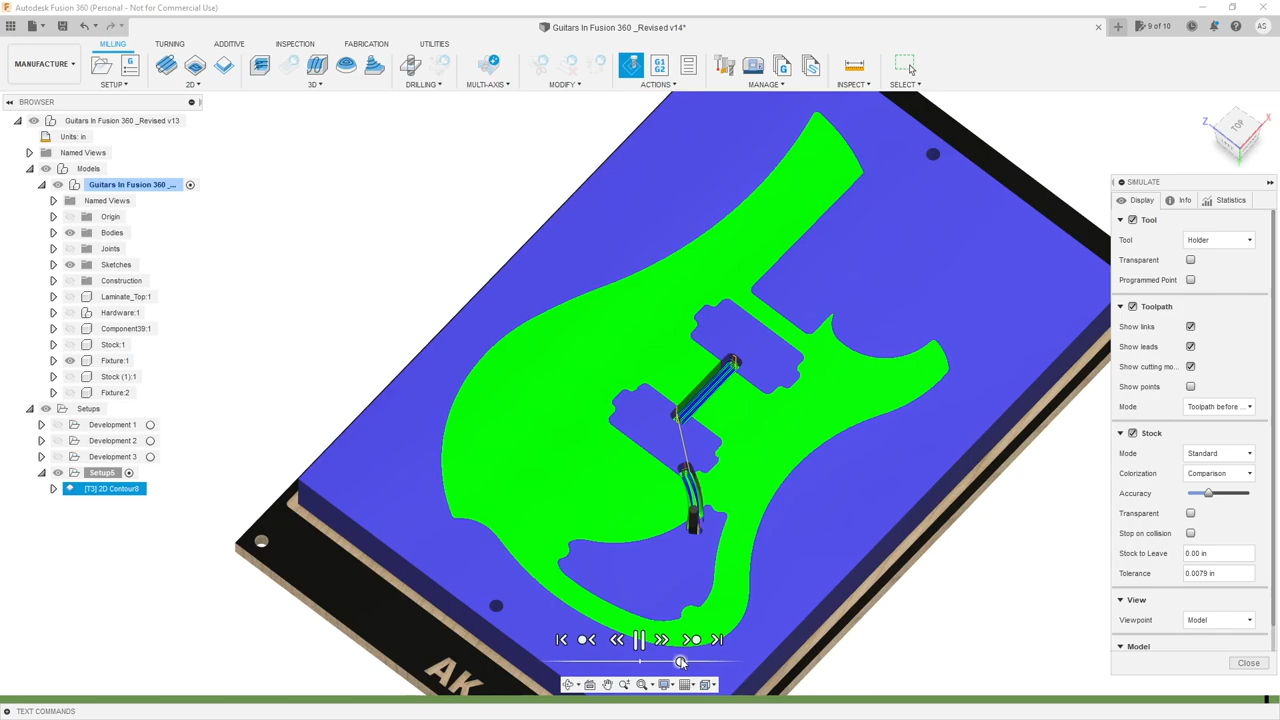 Autodesk Fusion 360 (Personal - Not for Commercial Use)
Guitars In Fusion 360 _Revised v14*
9 of 10
AS
MILLING TURNING ADDITIVE INSPECTION FABRICATION UTILITIES
MANUFACTURE
G1
G2
SETUP 2D 3D DRILLING MULTI-AXIS MODIFY ACTIONS MANAGE INSPECT SELECT
BROWSER
Guitars In Fusion 360 _Revised v13
Units: in
Named Views
Models
Guitars In Fusion 360 _...
Named Views
Origin
Bodies
Joints
Sketches
Construction
Laminate_Top:1
Hardware:1
Component39:1
Stock:1
Fixture:1
Stock (1):1
Fixture:2
Setups
Development 1
Development 2
Development 3
Setup5
[T3] 2D Contour8
AK
Z
TOP
X
SIMULATE
Display Info Statistics
Tool
Tool Holder
Transparent
Programmed Point
Toolpath
Show links
Show leads
Show cutting mo...
Show points
Mode Toolpath before ...
Stock
Mode Standard
Colorization Comparison
Accuracy
Transparent
Stop on collision
Stock to Leave 0.00 in
Tolerance 0.0079 in
View
Viewpoint Model
Model
Close
TEXT COMMANDS